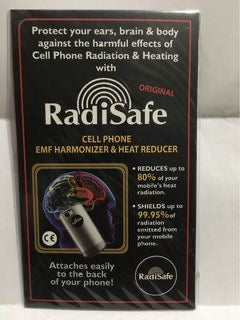 Protect your ears, brain & body
against the harmful effects of
Cell Phone Radiation & Heating
with
ORIGINAL
RadiSafe
CELL PHONE
EMF HARMONIZER & HEAT REDUCER
• REDUCES up to
80% of your
mobile's heat
radiation.
• SHIELDS up to
99.95% of
radiation
emitted from
your mobile
phone.
CE
Attaches easily
to the back
of your phone!
RadiSafe